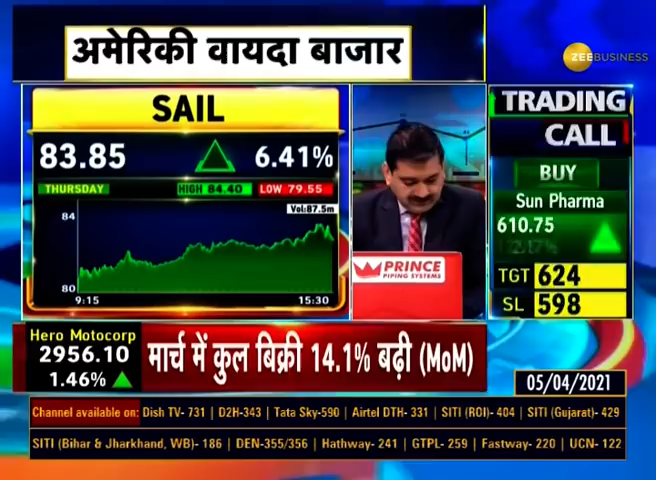 अमेरिकी वायदा बाजार
ZEEBUSINESS
SAIL
83.85 6.41%
THURSDAY HIGH 84.40 LOW 79.55
Vol:87.5m
84
80
9:15 15:30
PRINCE
PIPING SYSTEMS
TRADING
CALL
BUY
Sun Pharma
610.75
TGT 624
SL 598
Hero Motocorp
2956.10
1.46%
मार्च में कुल बिक्री 14.1% बढ़ी (MoM)
05/04/2021
Channel available on: Dish TV- 731 | D2H-343 | Tata Sky-590 | Airtel DTH- 331 | SITI (ROI)- 404 | SITI (Gujarat)- 429
SITI (Bihar & Jharkhand, WB)- 186 | DEN-355/356 | Hathway- 241 | GTPL- 259 | Fastway- 220 | UCN- 122